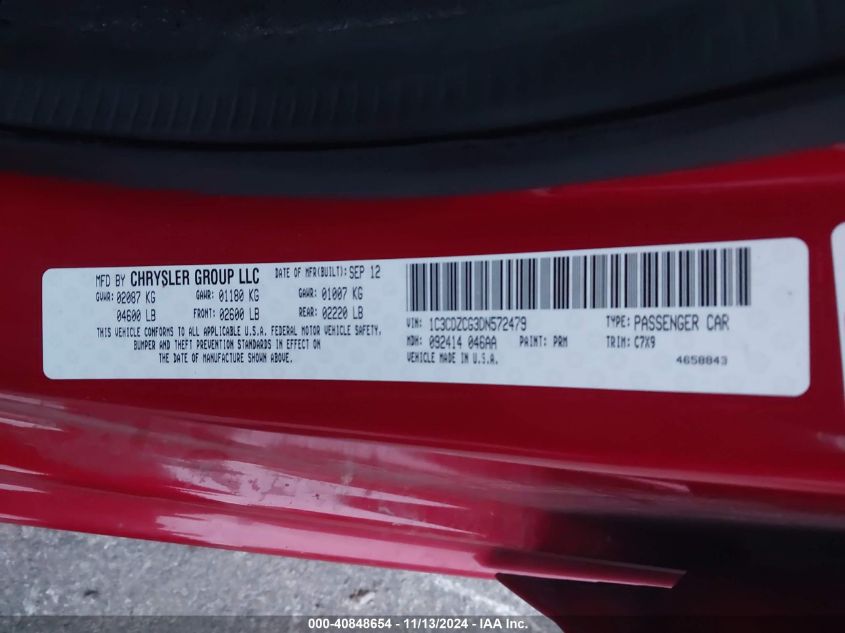 MFD BY CHRYSLER GROUP LLC DATE OF MFR(BUILT): SEP 12
GVWR: 02087 KG GAWR: 01180 KG GAWR: 01007 KG
04600 LB FRONT: 02600 LB REAR: 02220 LB
THIS VEHICLE CONFORMS TO ALL APPLICABLE U.S.A. FEDERAL MOTOR VEHICLE SAFETY,
BUMPER AND THEFT PREVENTION STANDARDS IN EFFECT ON
THE DATE OF MANUFACTURE SHOWN ABOVE.
VIN: 1C3CDZCG3DN572479 TYPE: PASSENGER CAR
MDH: 092414 046AA PAINT: PRM TRIM: C7X9
VEHICLE MADE IN U.S.A. 4658843
000-40848654 - 11/13/2024 - IAA Inc.